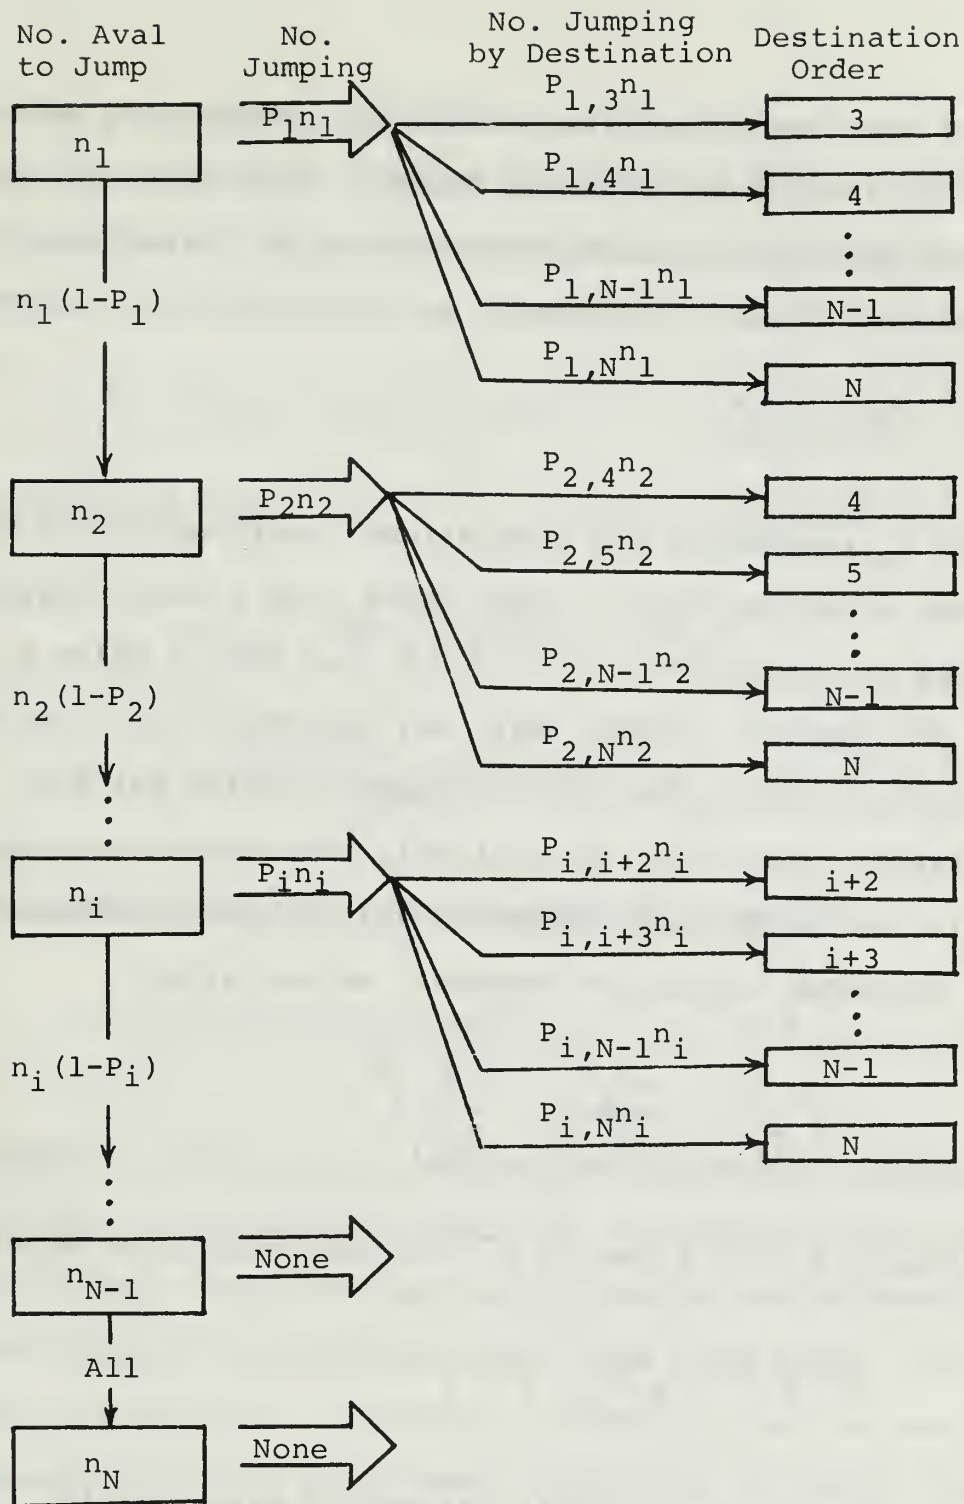 No. Aval to Jump
No. Jumping
No. Jumping by Destination
Destination Order
n₁
P₁n₁
P₁,₃n₁
3
P₁,₄n₁
4
n₁(1-P₁)
P₁,N-1n₁
N-1
P₁,Nn₁
N
n₂
P₂n₂
P₂,₄n₂
4
P₂,₅n₂
5
n₂(1-P₂)
P₂,N-1n₂
N-1
P₂,Nn₂
N
nᵢ
Pᵢnᵢ
Pᵢ,ᵢ₊₂nᵢ
i+2
Pᵢ,ᵢ₊₃nᵢ
i+3
nᵢ(1-Pᵢ)
Pᵢ,N-1nᵢ
N-1
Pᵢ,Nnᵢ
N
nN-1
None
All
nN
None